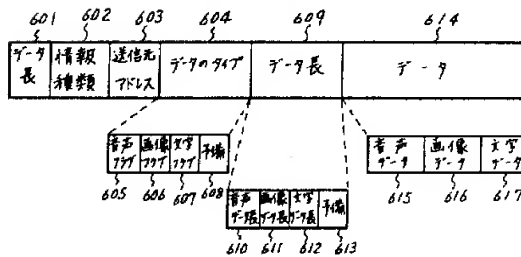 601 602 603 604 609 614
データ長 情報種類 送信元アドレス データのタイプ データ長 データ
音声フラグ 画像フラグ 文字フラグ 予備
605 606 607 608
音声データ長 画像データ長 文字データ長 予備
610 611 612 613
音声データ 画像データ 文字データ
615 616 617